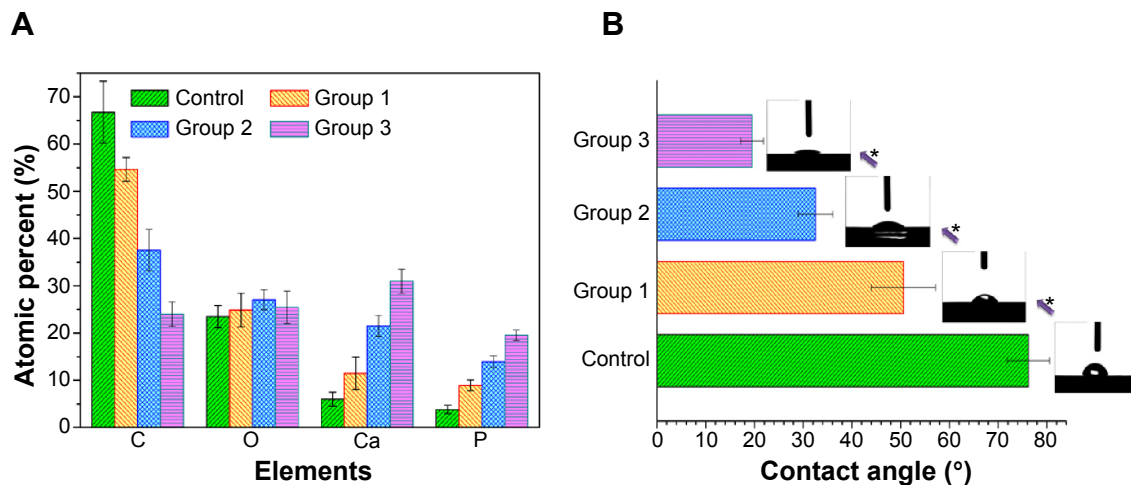 A
70
60
50
40
30
20
10
0
Atomic percent (%)
Control
Group 1
Group 2
Group 3
C
O
Ca
P
Elements
B
Group 3
Group 2
Group 1
Control
*
*
*
0
10
20
30
40
50
60
70
80
Contact angle (°)